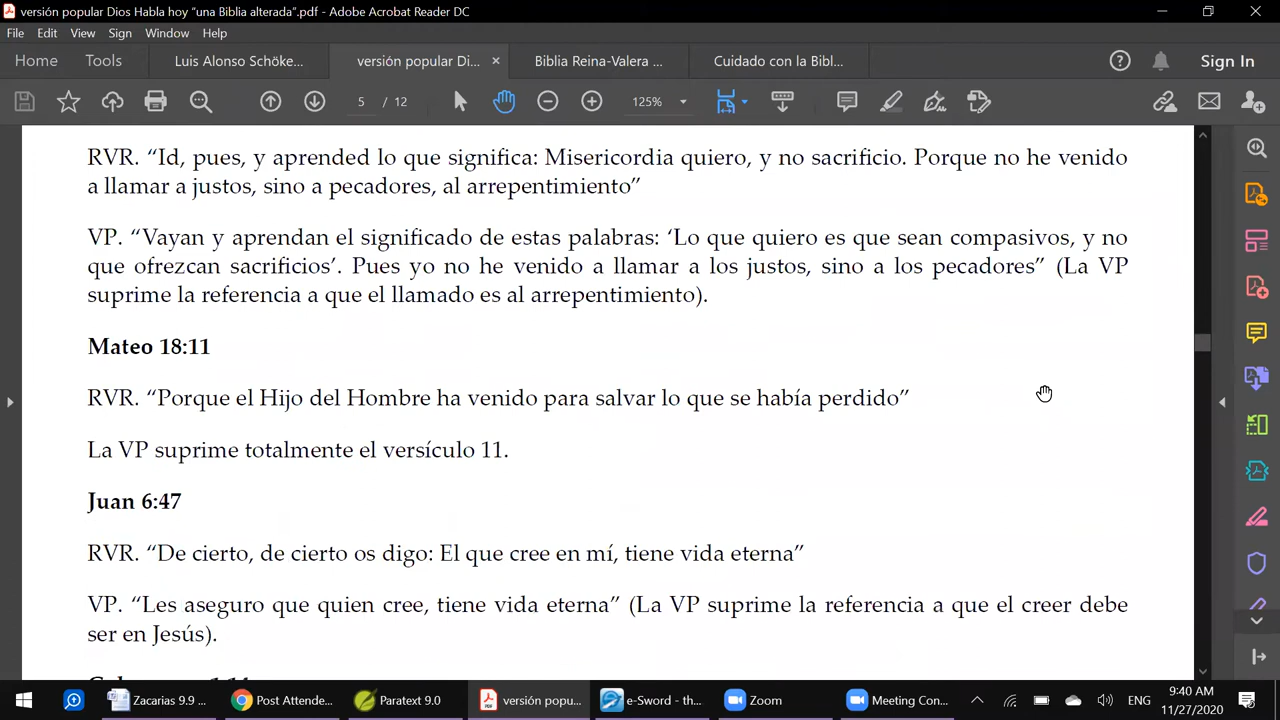 versión popular Dios Habla hoy "una Biblia alterada".pdf - Adobe Acrobat Reader DC
File Edit View Sign Window Help
Home Tools Luis Alonso Schöke... versión popular Di... × Biblia Reina-Valera ... Cuidado con la Bibl... Sign In
5 / 12 125%
RVR. “Id, pues, y aprended lo que significa: Misericordia quiero, y no sacrificio. Porque no he venido
a llamar a justos, sino a pecadores, al arrepentimiento”
VP. “Vayan y aprendan el significado de estas palabras: ‘Lo que quiero es que sean compasivos, y no
que ofrezcan sacrificios’. Pues yo no he venido a llamar a los justos, sino a los pecadores” (La VP
suprime la referencia a que el llamado es al arrepentimiento).
Mateo 18:11
RVR. “Porque el Hijo del Hombre ha venido para salvar lo que se había perdido”
La VP suprime totalmente el versículo 11.
Juan 6:47
RVR. “De cierto, de cierto os digo: El que cree en mí, tiene vida eterna”
VP. “Les aseguro que quien cree, tiene vida eterna” (La VP suprime la referencia a que el creer debe
ser en Jesús).
Zacarias 9.9 ... Post Attende... Paratext 9.0 versión popu... e-Sword - th... Zoom Meeting Con... ENG 9:40 AM
11/27/2020